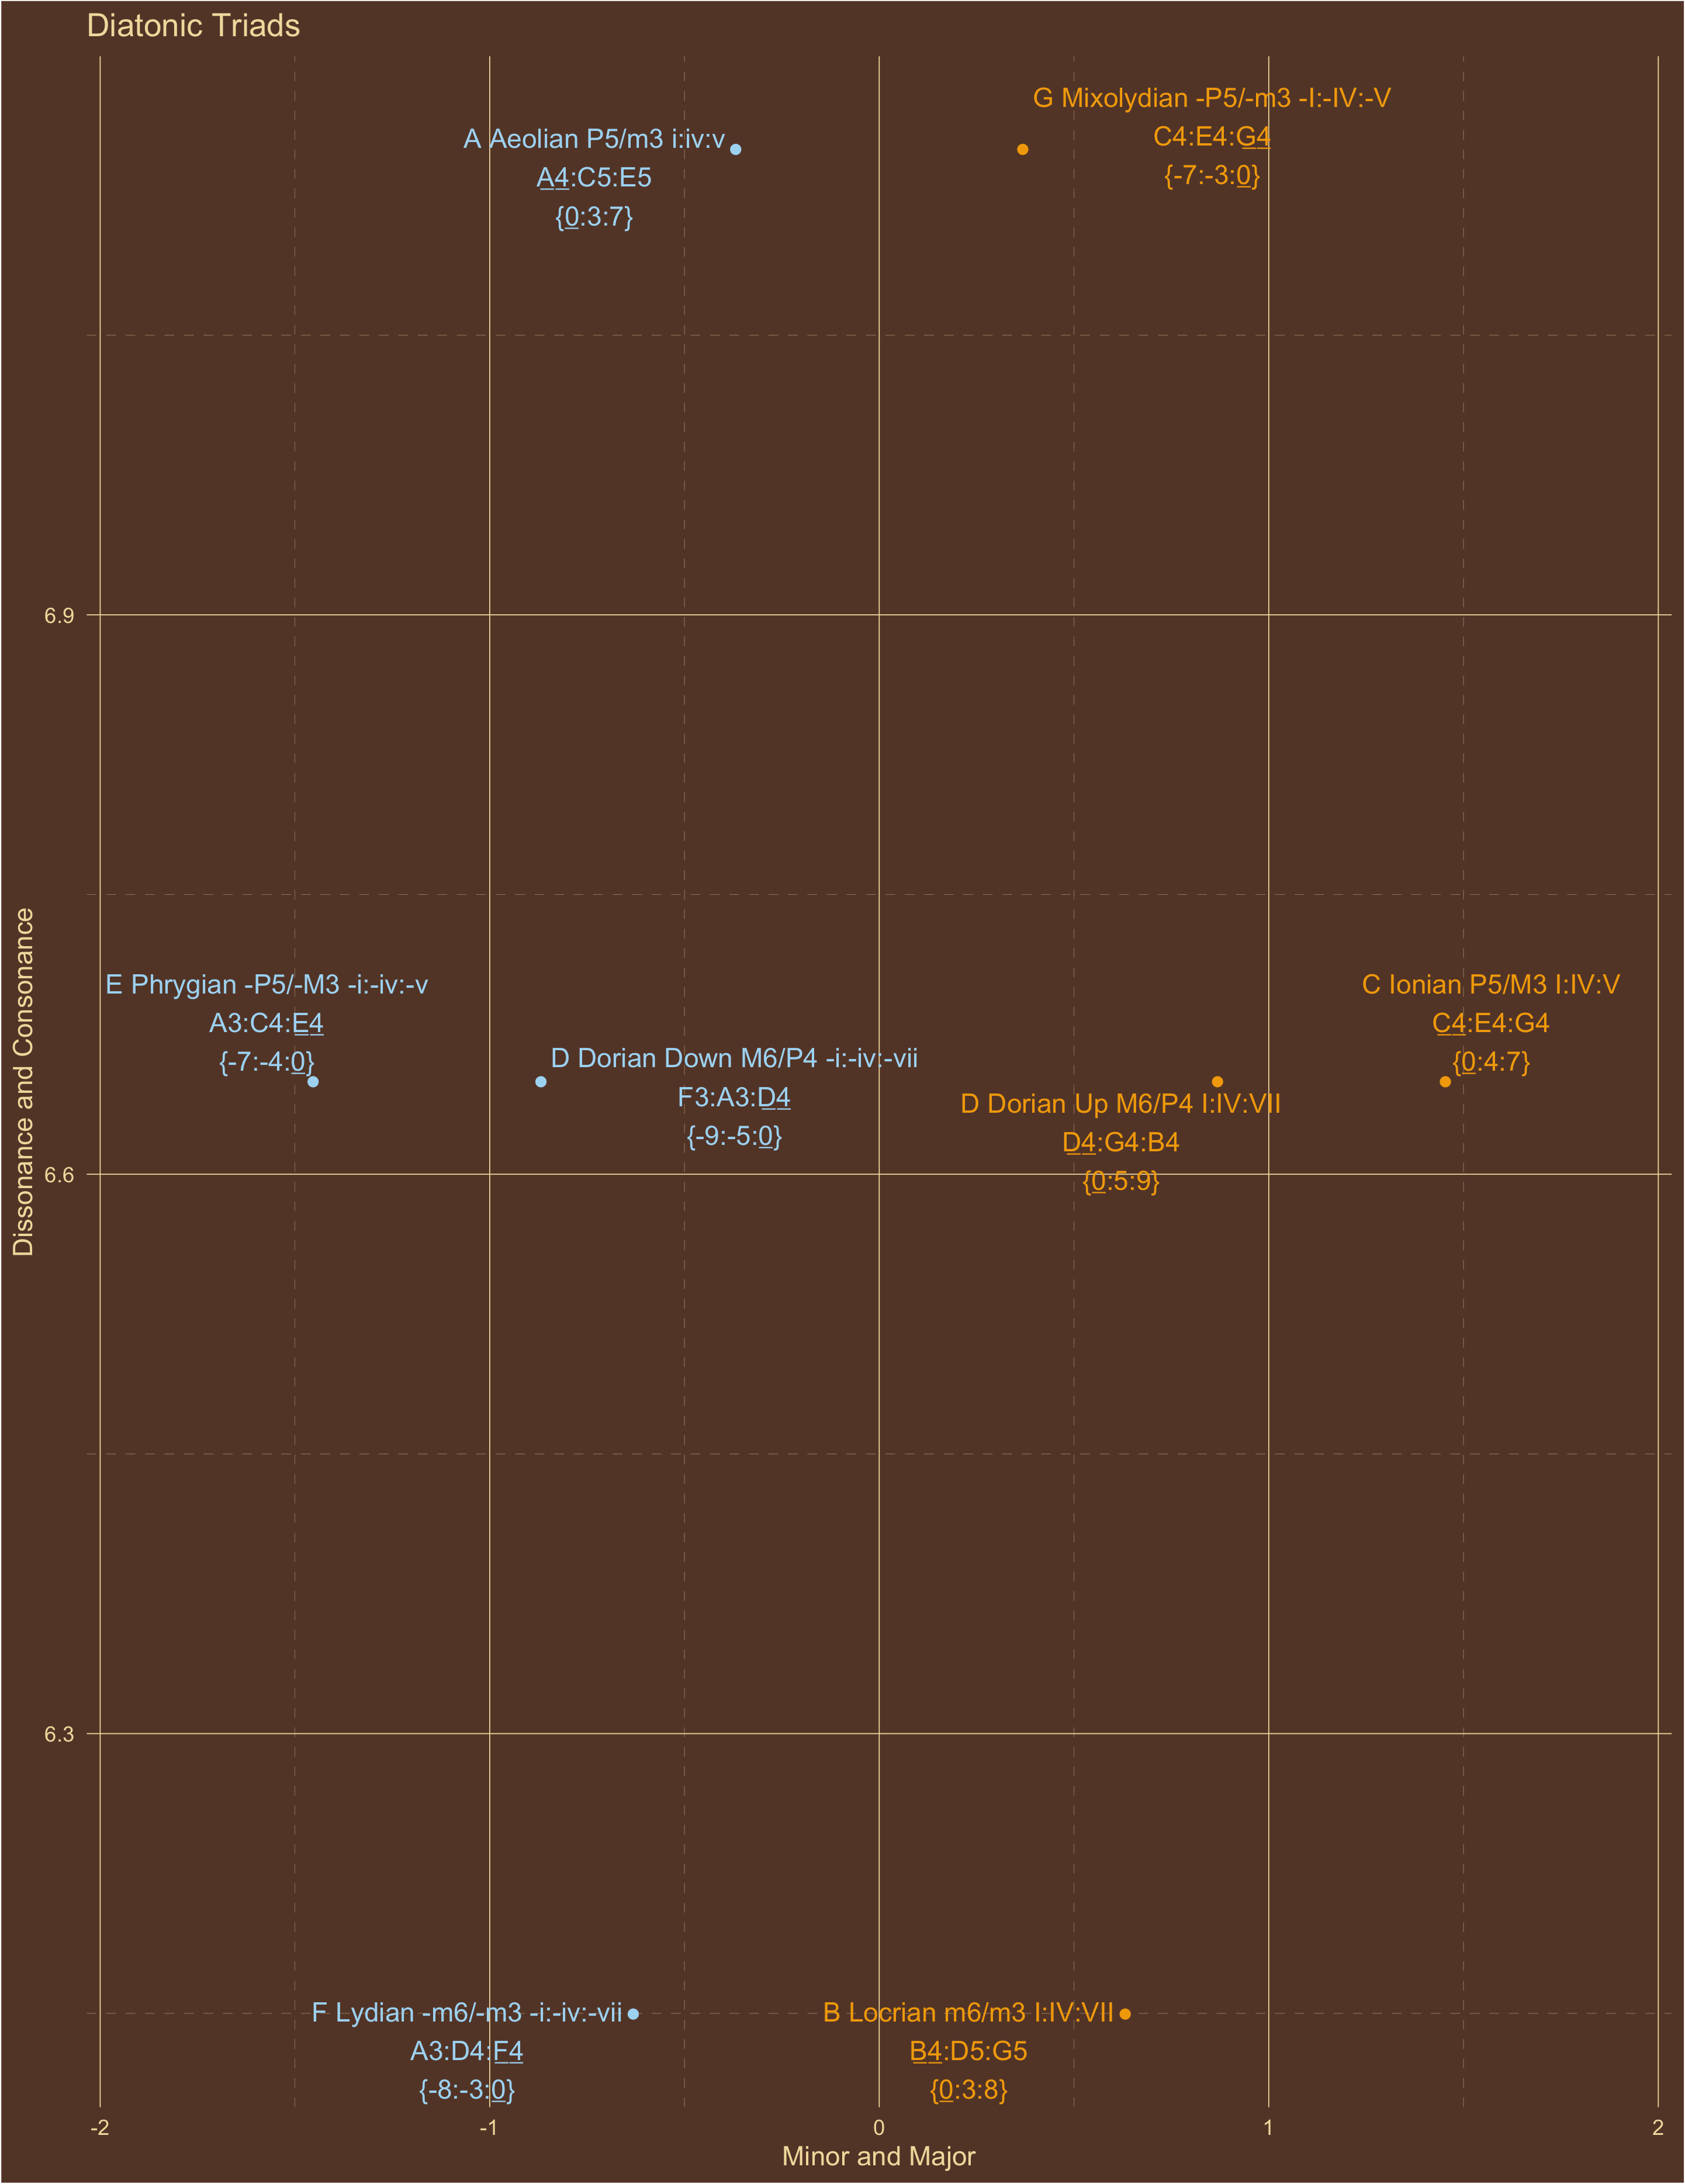 Diatonic Triads
G Mixolydian -P5/-m3 -I:-IV:-V
C4:E4:G4
{-7:-3:0}
A Aeolian P5/m3 i:iv:v
A4:C5:E5
{0:3:7}
6.9
E Phrygian -P5/-M3 -i:-iv:-v
A3:C4:E4
{-7:-4:0}
C Ionian P5/M3 I:IV:V
C4:E4:G4
{0:4:7}
D Dorian Down M6/P4 -i:-iv:-vii
F3:A3:D4
{-9:-5:0}
D Dorian Up M6/P4 I:IV:VII
D4:G4:B4
{0:5:9}
Dissonance and Consonance
6.6
6.3
F Lydian -m6/-m3 -i:-iv:-vii
A3:D4:F4
{-8:-3:0}
B Locrian m6/m3 I:IV:VII
B4:D5:G5
{0:3:8}
-2 -1 0 1 2
Minor and Major